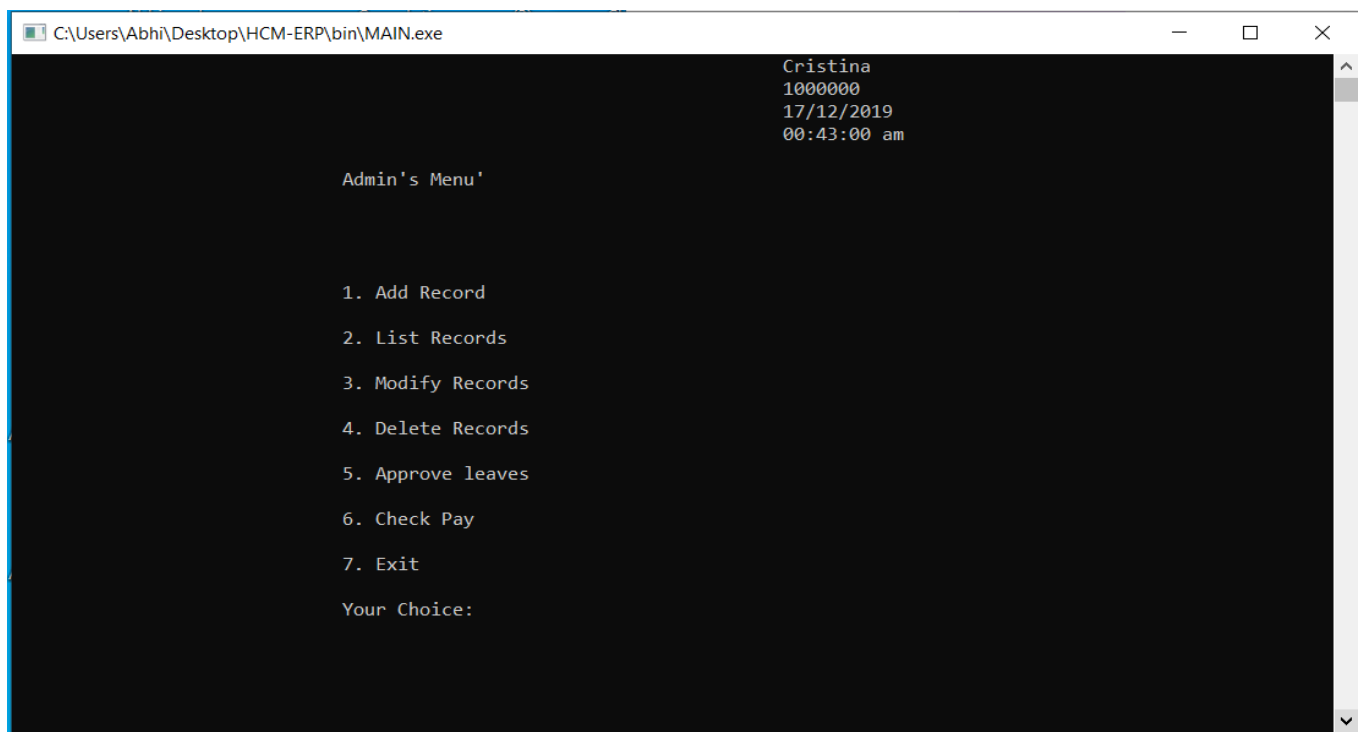 C:\Users\Abhi\Desktop\HCM-ERP\bin\MAIN.exe
Cristina
1000000
17/12/2019
00:43:00 am
Admin's Menu'
1. Add Record
2. List Records
3. Modify Records
4. Delete Records
5. Approve leaves
6. Check Pay
7. Exit
Your Choice: